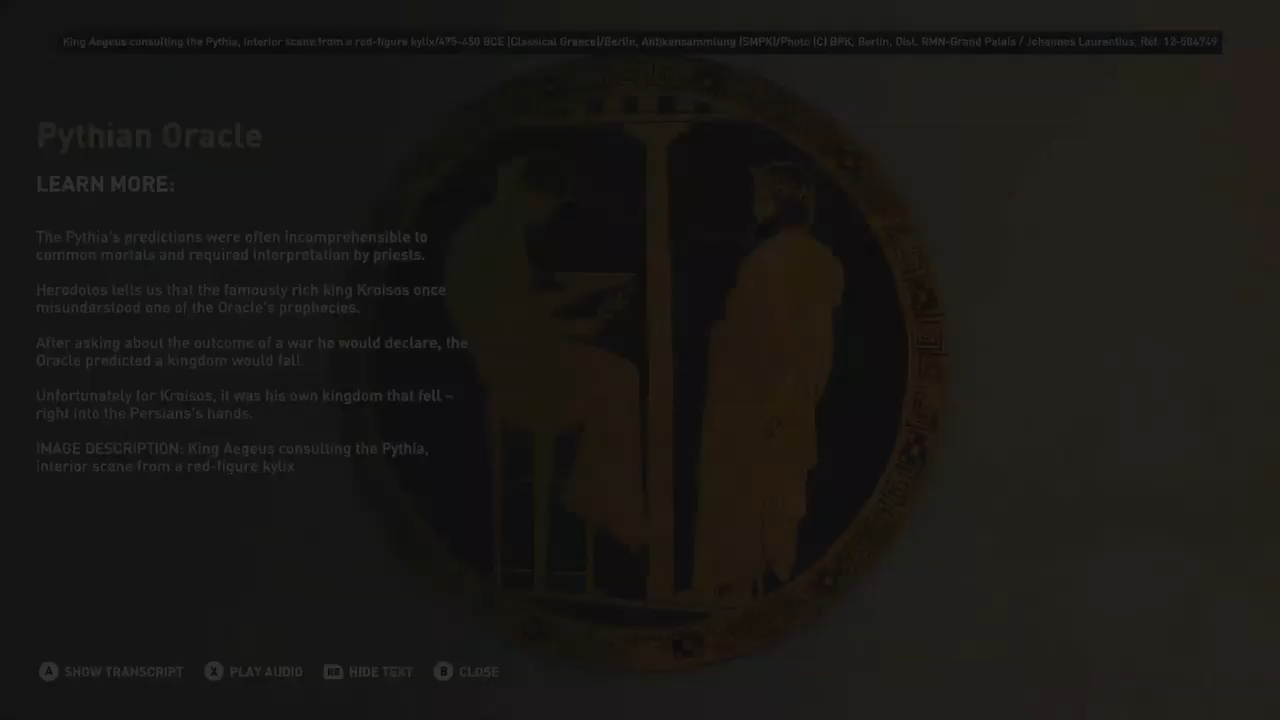 King Aegeus consulting the Pythia, interior scene from a red-figure kylix/475-450 BCE (Classical Greece)/Berlin, Antikensammlung (SMPK)/Photo (C) BPK, Berlin, Dist. RMN-Grand Palais / Johannes Laurentius, Ref. 12-584749
Pythian Oracle
LEARN MORE:
The Pythia's predictions were often incomprehensible to
common mortals and required interpretation by priests.
Herodotos tells us that the famously rich king Kroisos once
misunderstood one of the Oracle's prophecies.
After asking about the outcome of a war he would declare, the
Oracle predicted a kingdom would fall.
Unfortunately for Kroisos, it was his own kingdom that fell –
right into the Persians's hands.
IMAGE DESCRIPTION: King Aegeus consulting the Pythia,
interior scene from a red-figure kylix
A SHOW TRANSCRIPT X PLAY AUDIO RB HIDE TEXT B CLOSE